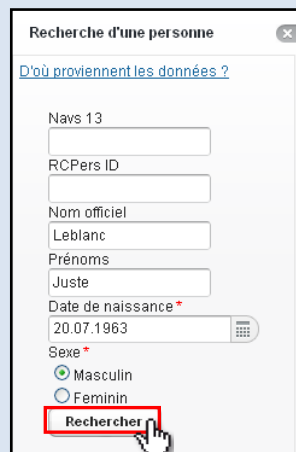 Recherche d'une personne
D'où proviennent les données ?
Navs 13
RCPers ID
Nom officiel
Leblanc
Prénoms
Juste
Date de naissance*
20.07.1963
Sexe*
Masculin
Feminin
Rechercher